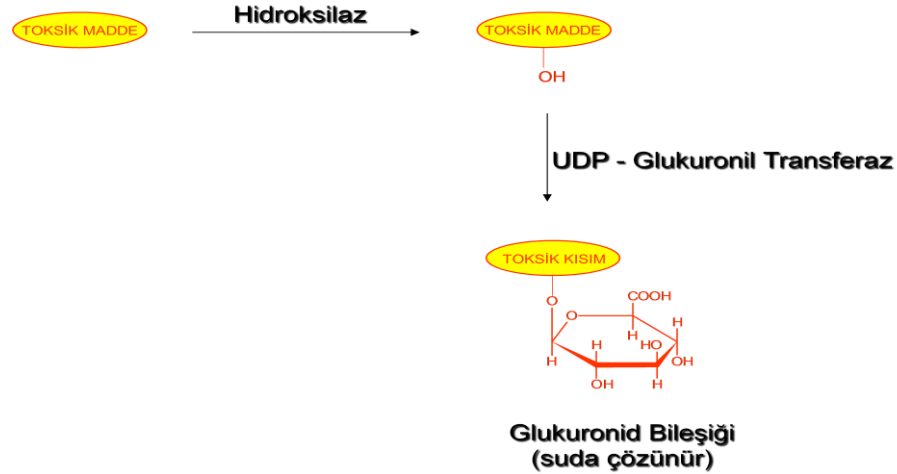 Hidroksilaz
TOKSİK MADDE
TOKSİK MADDE
OH
UDP - Glukuronil Transferaz
TOKSİK KISIM
O
COOH
O
H
H
H
HO
H
OH
OH
H
Glukuronid Bileşiği
(suda çözünür)